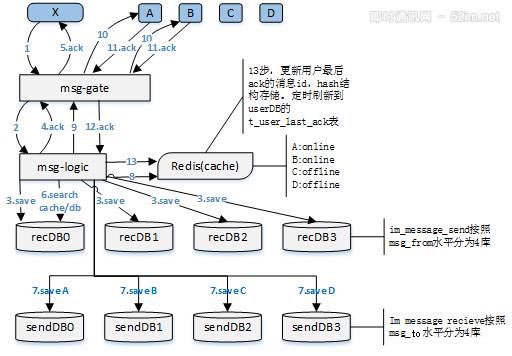 即时通讯网 - 52im.net
X
A
B
C
D
1
5.ack
10
11.ack
10
11.ack
msg-gate
2
4.ack
9
12.ack
msg-logic
13
8
Redis(cache)
13步，更新用户最后
ack的消息id，hash结
构存储。定时刷新到
userDB的
t_user_last_ack表
A:online
B:online
C:offline
D:offline
3.save
6.search
cache/db
3.save
3.save
3.save
recDB0
recDB1
recDB2
recDB3
im_message_send按照
msg_from水平分为4库
7.save A
7.save B
7.save C
7.save D
sendDB0
sendDB1
sendDB2
sendDB3
Im message recieve按照
msg_to水平分为4库